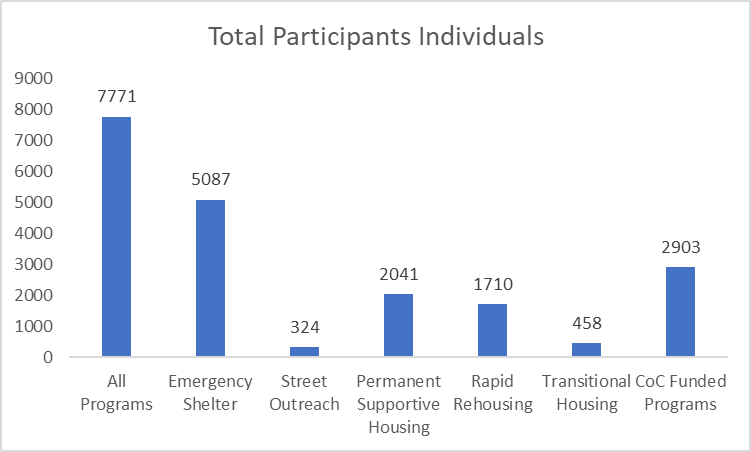 Total Participants Individuals
9000
8000
7000
6000
5000
4000
3000
2000
1000
0
7771
5087
324
2041
1710
458
2903
All
Programs
Emergency
Shelter
Street
Outreach
Permanent
Supportive
Housing
Rapid
Rehousing
Transitional
Housing
CoC Funded
Programs